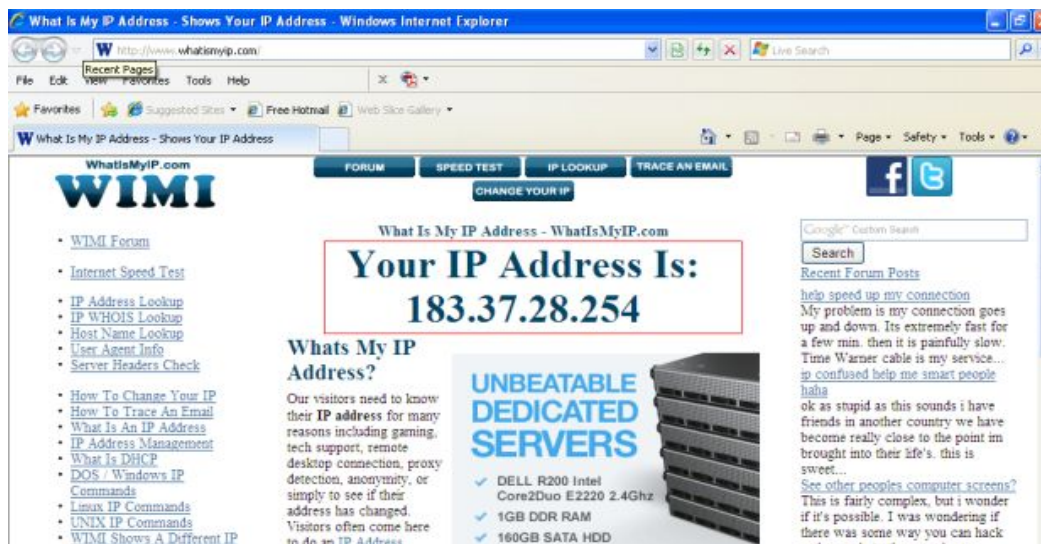 What Is My IP Address - Shows Your IP Address - Windows Internet Explorer
http://www.whatismyip.com/
Live Search
Recent Pages
File Edit View Favorites Tools Help
Favorites Suggested Sites Free Hotmail Web Slice Gallery
What Is My IP Address - Shows Your IP Address
Page Safety Tools
WhatIsMyIP.com
WIMI
FORUM SPEED TEST IP LOOKUP TRACE AN EMAIL
CHANGE YOUR IP
• WIMI Forum
• Internet Speed Test
• IP Address Lookup
• IP WHOIS Lookup
• Host Name Lookup
• User Agent Info
• Server Headers Check
• How To Change Your IP
• How To Trace An Email
• What Is An IP Address
• IP Address Management
• What Is DHCP
• DOS / Windows IP
Commands
• Linux IP Commands
• UNIX IP Commands
• WIMI Shows A Different IP
What Is My IP Address - WhatIsMyIP.com
Your IP Address Is:
183.37.28.254
Whats My IP
Address?
Our visitors need to know
their IP address for many
reasons including gaming,
tech support, remote
desktop connection, proxy
detection, anonymity, or
simply to see if their
address has changed.
Visitors often come here
to do an IP Address
UNBEATABLE
DEDICATED
SERVERS
DELL R200 Intel
Core2Duo E2220 2.4Ghz
1GB DDR RAM
160GB SATA HDD
Google™ Custom Search
Search
Recent Forum Posts
help speed up my connection
My problem is my connection goes
up and down. Its extremely fast for
a few min. then it is painfully slow.
Time Warner cable is my service...
ip confused help me smart people
haha
ok as stupid as this sounds i have
friends in another country we have
become really close to the point im
brought into their life's. this is
sweet...
See other peoples computer screens?
This is fairly complex, but i wonder
if it's possible. I was wondering if
there was some way you can hack